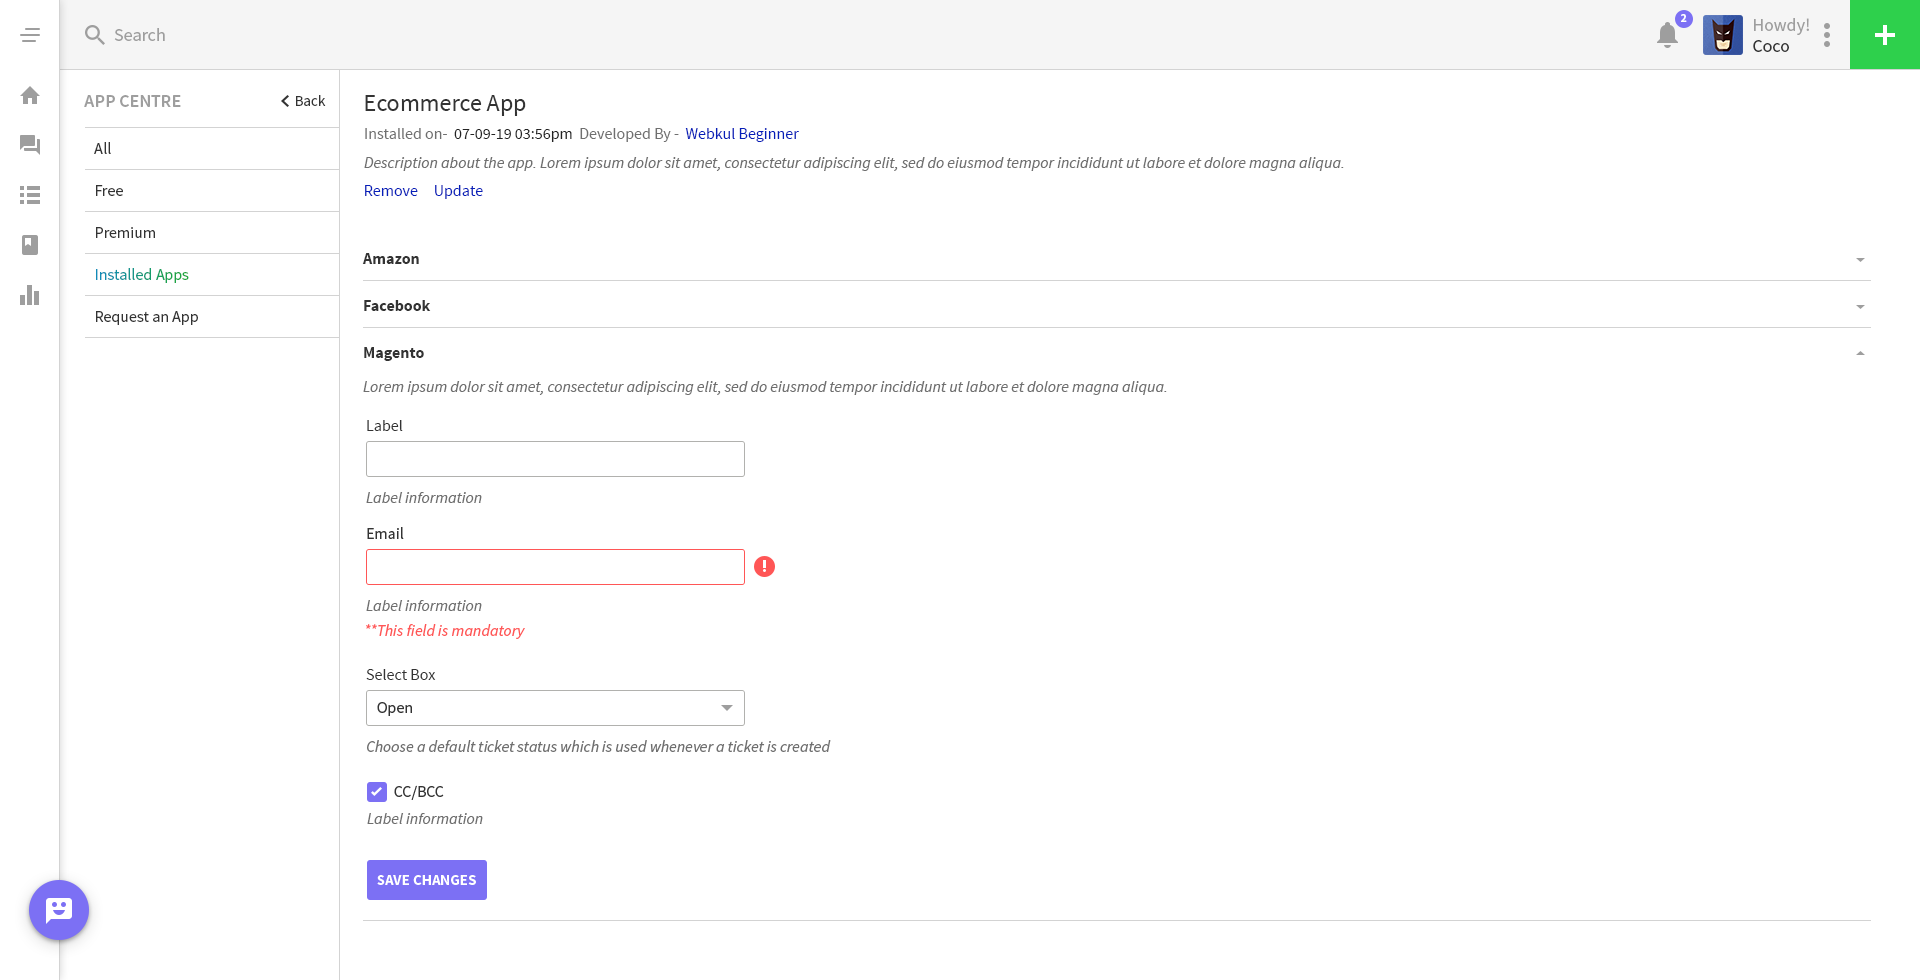 Search
2
Howdy!
Coco
APP CENTRE
Back
All
Free
Premium
Installed Apps
Request an App
Ecommerce App
Installed on- 07-09-19 03:56pm Developed By - Webkul Beginner
Description about the app. Lorem ipsum dolor sit amet, consectetur adipiscing elit, sed do eiusmod tempor incididunt ut labore et dolore magna aliqua.
Remove Update
Amazon
Facebook
Magento
Lorem ipsum dolor sit amet, consectetur adipiscing elit, sed do eiusmod tempor incididunt ut labore et dolore magna aliqua.
Label
Label information
Email
Label information
**This field is mandatory
Select Box
Open
Choose a default ticket status which is used whenever a ticket is created
CC/BCC
Label information
SAVE CHANGES